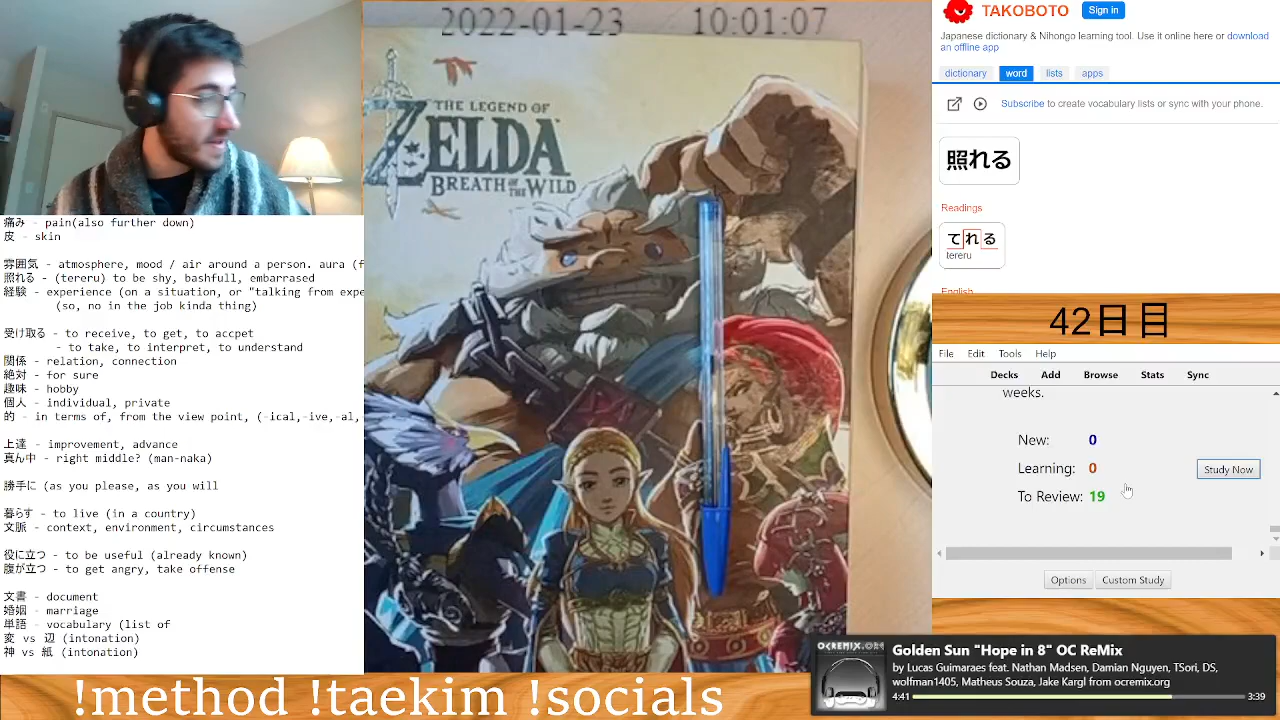 2022-01-23 10:01:07
THE LEGEND OF
ZELDA
BREATH OF THE WILD
痛み - pain(also further down)
皮 - skin
雰囲気 - atmosphere, mood / air around a person. aura (f
照れる - (tereru) to be shy, bashfull, embarased
経験 - experience (on a situation, or "talking from expe
(so, no in the job kinda thing)
受け取る - to receive, to get, to accpet
- to take, to interpret, to understand
関係 - relation, connection
絶対 - for sure
趣味 - hobby
個人 - individual, private
的 - in terms of, from the view point, (-ical,-ive,-al,
上達 - improvement, advance
真ん中 - right middle? (man-naka)
勝手に (as you please, as you will
暮らす - to live (in a country)
文脈 - context, environment, circumstances
役に立つ - to be useful (already known)
腹が立つ - to get angry, take offense
文書 - document
婚姻 - marriage
単語 - vocabulary (list of
変 vs 辺 (intonation)
神 vs 紙 (intonation)
!method !taekim !socials
TAKOBOTO
Sign in
Japanese dictionary & Nihongo learning tool. Use it online here or download
an offline app
dictionary word lists apps
Subscribe to create vocabulary lists or sync with your phone.
照れる
Readings
てれる
tereru
English
42日目
File Edit Tools Help
Decks Add Browse Stats Sync
weeks.
New: 0
Learning: 0
To Review: 19
Study Now
Options Custom Study
OCREMIX.ORG
Golden Sun "Hope in 8" OC ReMix
by Lucas Guimaraes feat. Nathan Madsen, Damian Nguyen, TSori, DS,
wolfman1405, Matheus Souza, Jake Kargl from ocremix.org
4:41 3:39